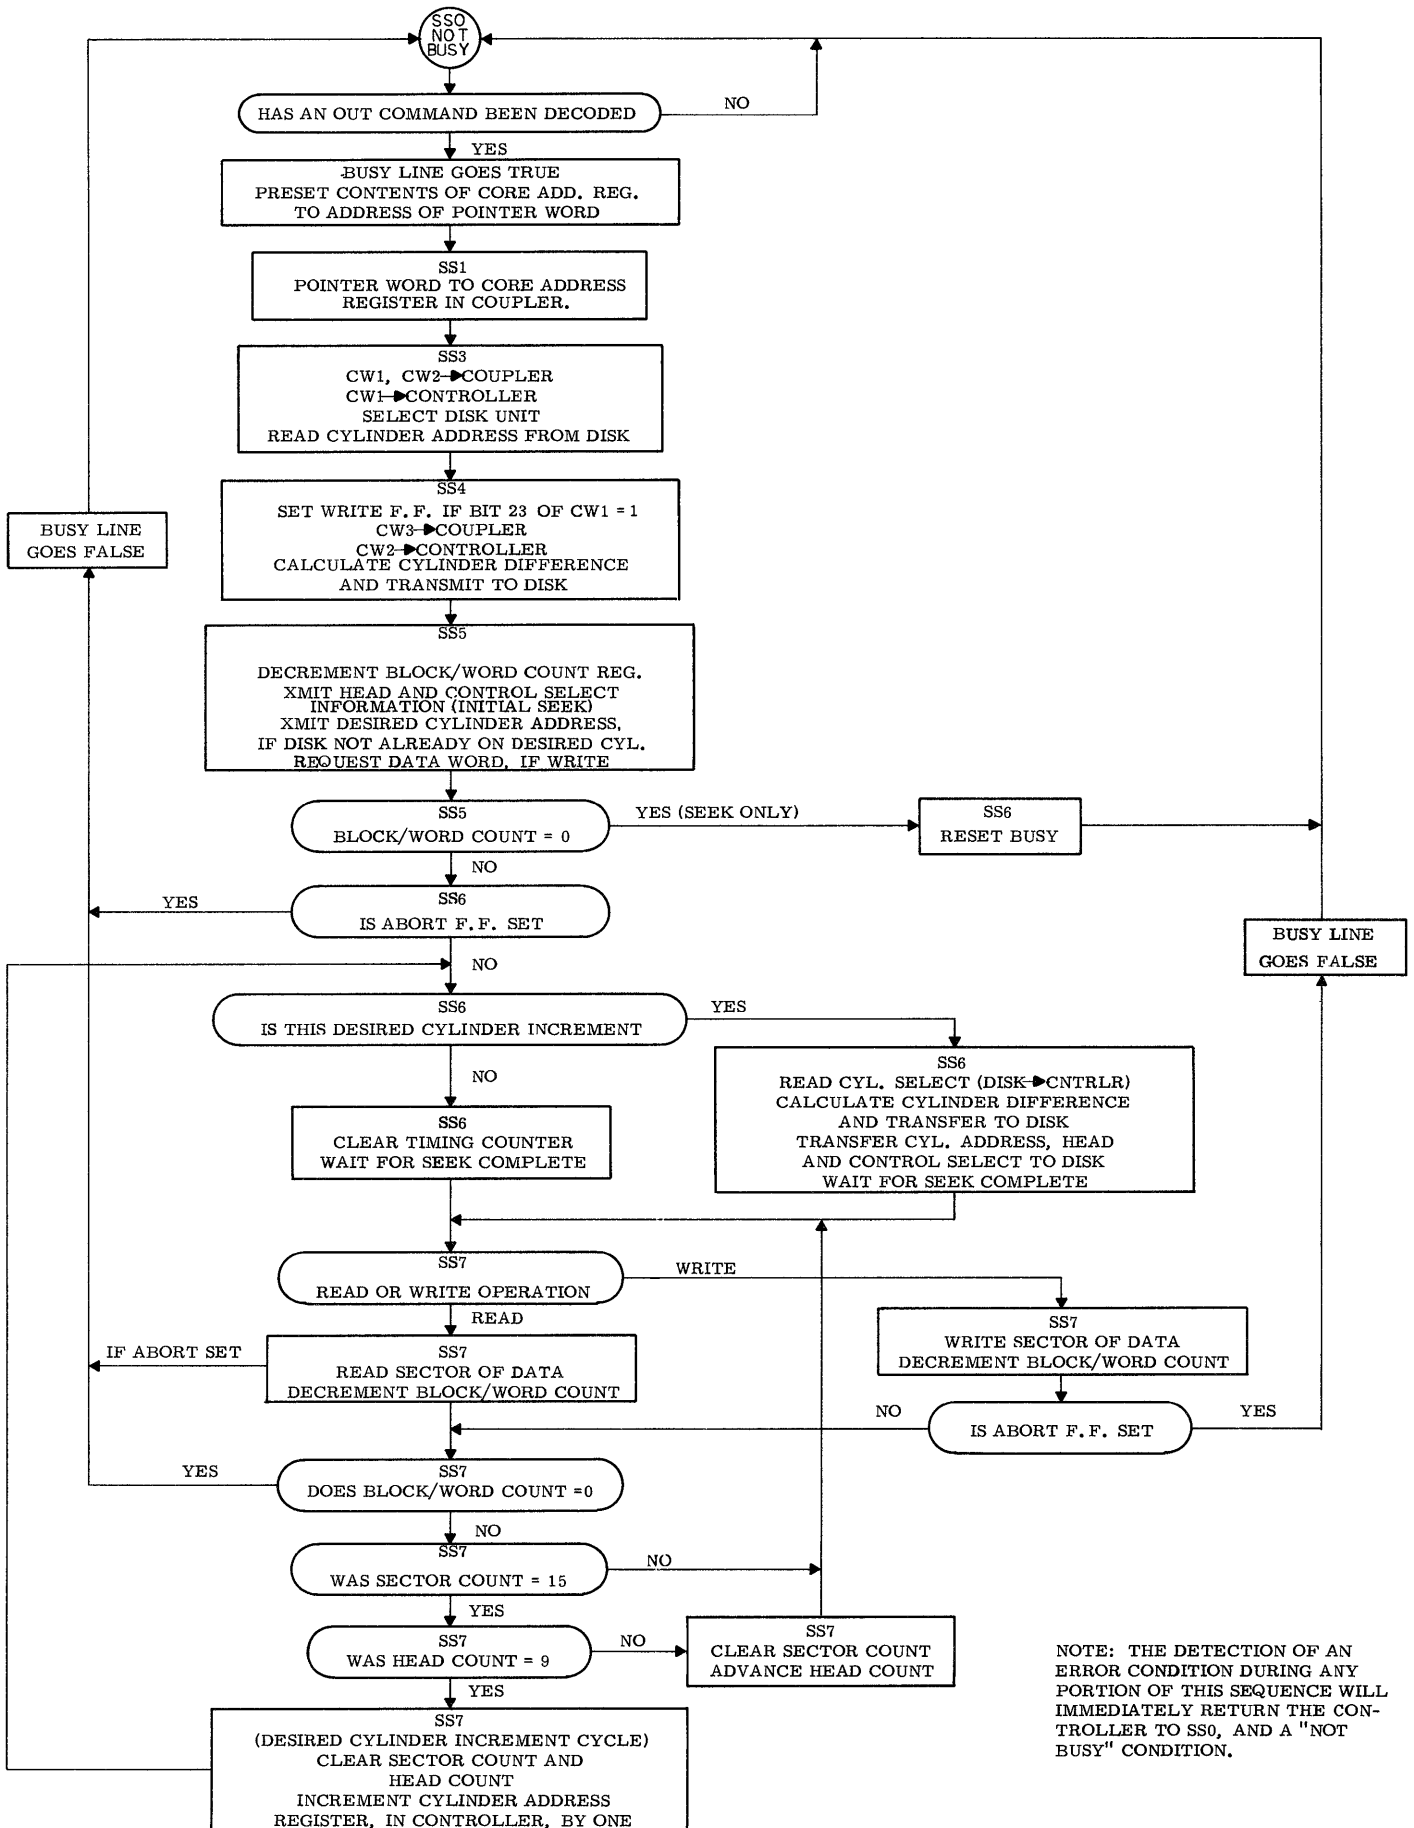 SS0
NOT
BUSY
HAS AN OUT COMMAND BEEN DECODED
NO
YES
BUSY LINE GOES TRUE
PRESET CONTENTS OF CORE ADD. REG.
TO ADDRESS OF POINTER WORD
SS1
POINTER WORD TO CORE ADDRESS
REGISTER IN COUPLER.
SS3
CW1, CW2→COUPLER
CW1→CONTROLLER
SELECT DISK UNIT
READ CYLINDER ADDRESS FROM DISK
SS4
SET WRITE F.F. IF BIT 23 OF CW1 = 1
CW3→COUPLER
CW2→CONTROLLER
CALCULATE CYLINDER DIFFERENCE
AND TRANSMIT TO DISK
BUSY LINE
GOES FALSE
SS5
DECREMENT BLOCK/WORD COUNT REG.
XMIT HEAD AND CONTROL SELECT
INFORMATION (INITIAL SEEK)
XMIT DESIRED CYLINDER ADDRESS,
IF DISK NOT ALREADY ON DESIRED CYL.
REQUEST DATA WORD, IF WRITE
SS5
BLOCK/WORD COUNT = 0
YES (SEEK ONLY)
SS6
RESET BUSY
NO
SS6
IS ABORT F.F. SET
YES
NO
BUSY LINE
GOES FALSE
SS6
IS THIS DESIRED CYLINDER INCREMENT
YES
NO
SS6
READ CYL. SELECT (DISK→CNTRLR)
CALCULATE CYLINDER DIFFERENCE
AND TRANSFER TO DISK
TRANSFER CYL. ADDRESS, HEAD
AND CONTROL SELECT TO DISK
WAIT FOR SEEK COMPLETE
SS6
CLEAR TIMING COUNTER
WAIT FOR SEEK COMPLETE
SS7
READ OR WRITE OPERATION
WRITE
READ
SS7
WRITE SECTOR OF DATA
DECREMENT BLOCK/WORD COUNT
IF ABORT SET
SS7
READ SECTOR OF DATA
DECREMENT BLOCK/WORD COUNT
NO
IS ABORT F.F. SET
YES
YES
SS7
DOES BLOCK/WORD COUNT =0
NO
SS7
WAS SECTOR COUNT = 15
NO
YES
SS7
WAS HEAD COUNT = 9
NO
SS7
CLEAR SECTOR COUNT
ADVANCE HEAD COUNT
YES
SS7
(DESIRED CYLINDER INCREMENT CYCLE)
CLEAR SECTOR COUNT AND
HEAD COUNT
INCREMENT CYLINDER ADDRESS
REGISTER, IN CONTROLLER, BY ONE
NOTE: THE DETECTION OF AN
ERROR CONDITION DURING ANY
PORTION OF THIS SEQUENCE WILL
IMMEDIATELY RETURN THE CON-
TROLLER TO SS0, AND A "NOT
BUSY" CONDITION.